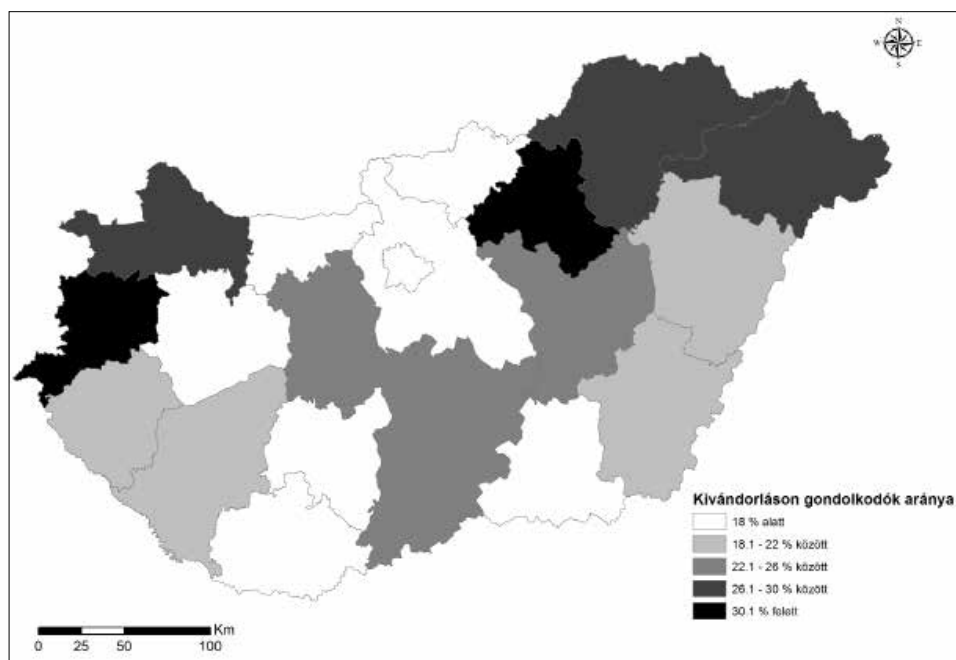 N
W E
S
Kivándorláson gondolkodók aránya
18 % alatt
18.1 - 22 % között
22.1 - 26 % között
26.1 - 30 % között
30.1 % felett
Km
0 25 50 100